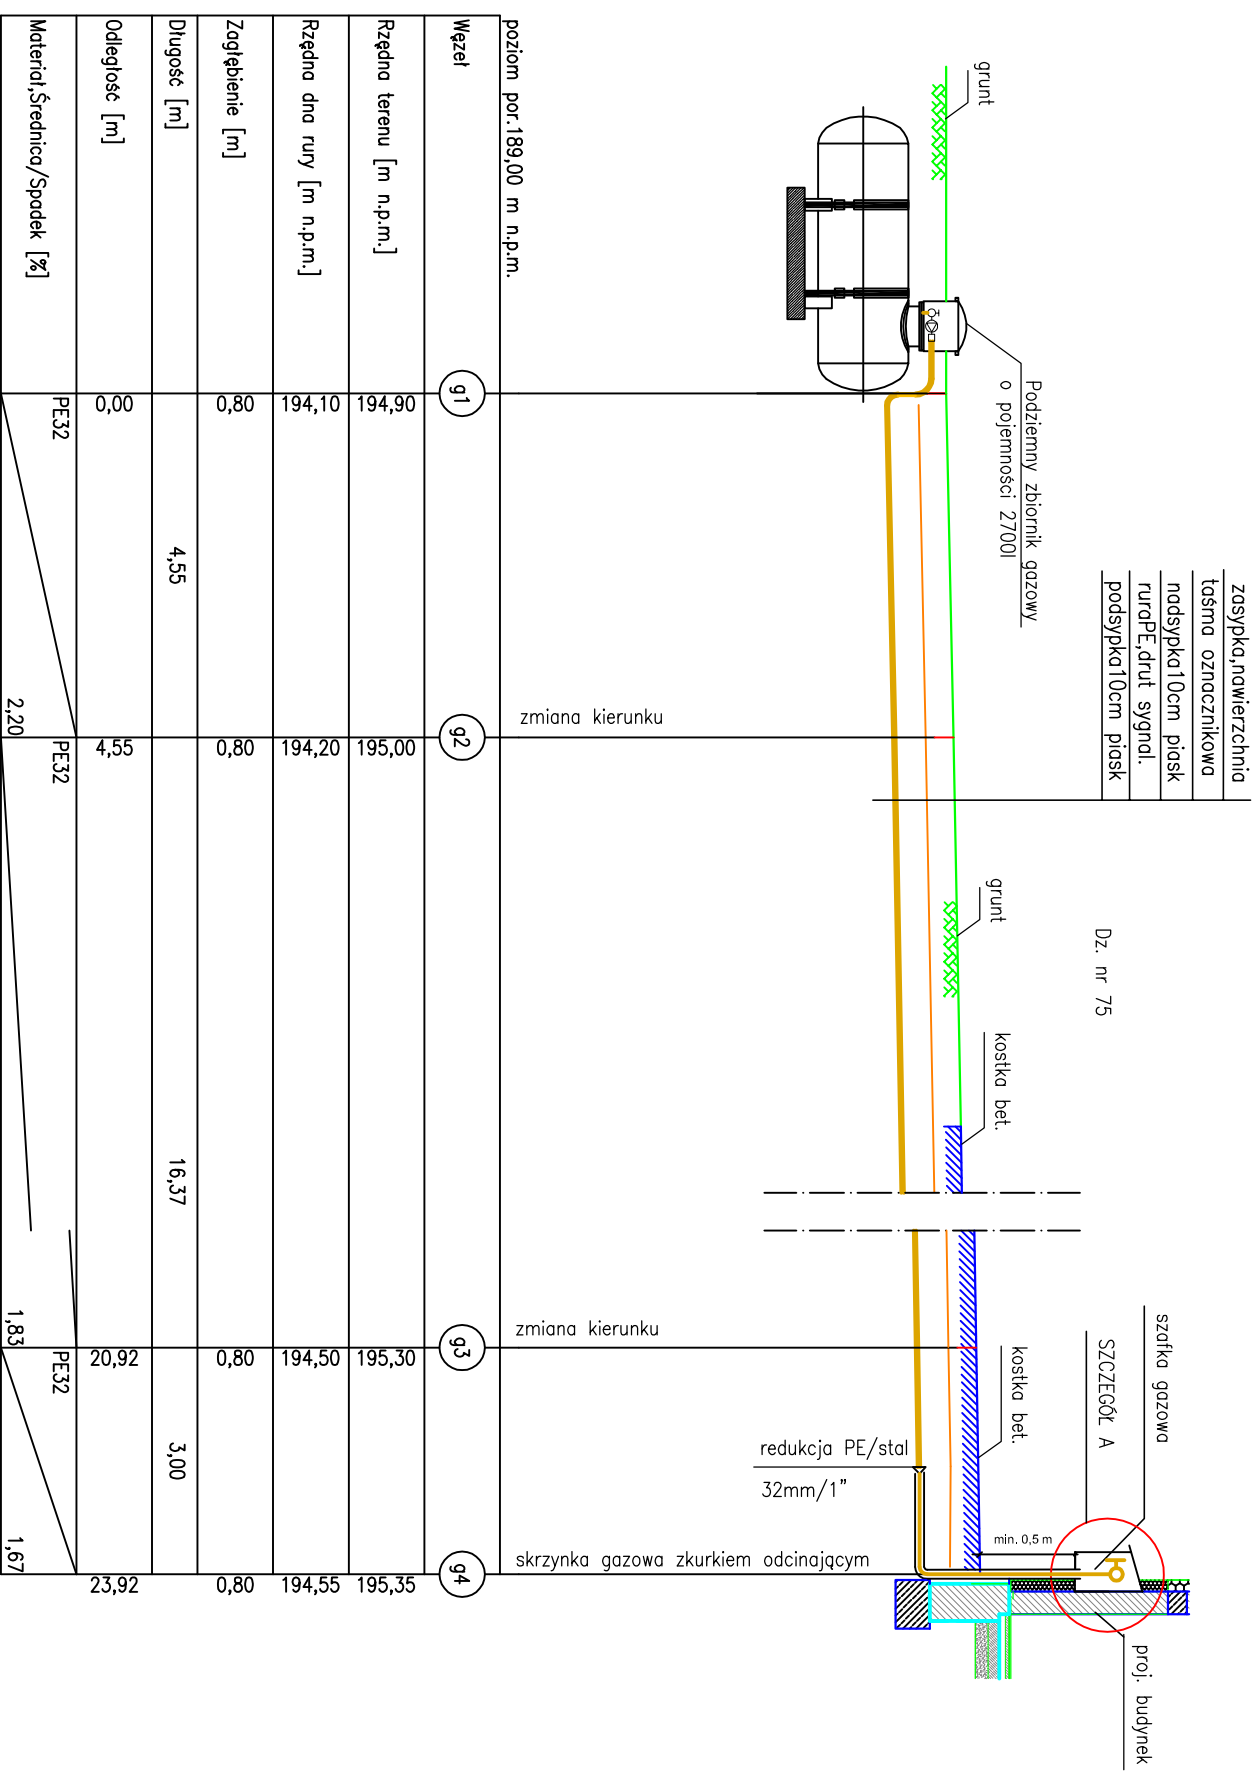 zasypka,nawierzchnia
taśma oznacznikowa
nadsypka10cm piask
ruraPE,drut sygnal.
podsypka10cm piask
szafka gazowa
SZCZEGÓŁ A
proj. budynek
Dz. nr 75
Podziemny zbiornik gazowy
o pojemności 2700l
grunt
grunt
kostka bet.
kostka bet.
min. 0,5 m
redukcja PE/stal
32mm/1"
zmiana kierunku
zmiana kierunku
skrzynka gazowa zkurkiem odcinającym
poziom por.189,00 m n.p.m.
Węzeł g1 g2 g3 g4
Rzędna terenu [m n.p.m.] 194,90 195,00 195,30 195,35
Rzędna dna rury [m n.p.m.] 194,10 194,20 194,50 194,55
Zagłębienie [m] 0,80 0,80 0,80 0,80
Długość [m] 4,55 16,37 3,00
Odległość [m] 0,00 4,55 20,92 23,92
Materiał,Średnica/Spadek [%] PE32 2,20 PE32 1,83 PE32 1,67